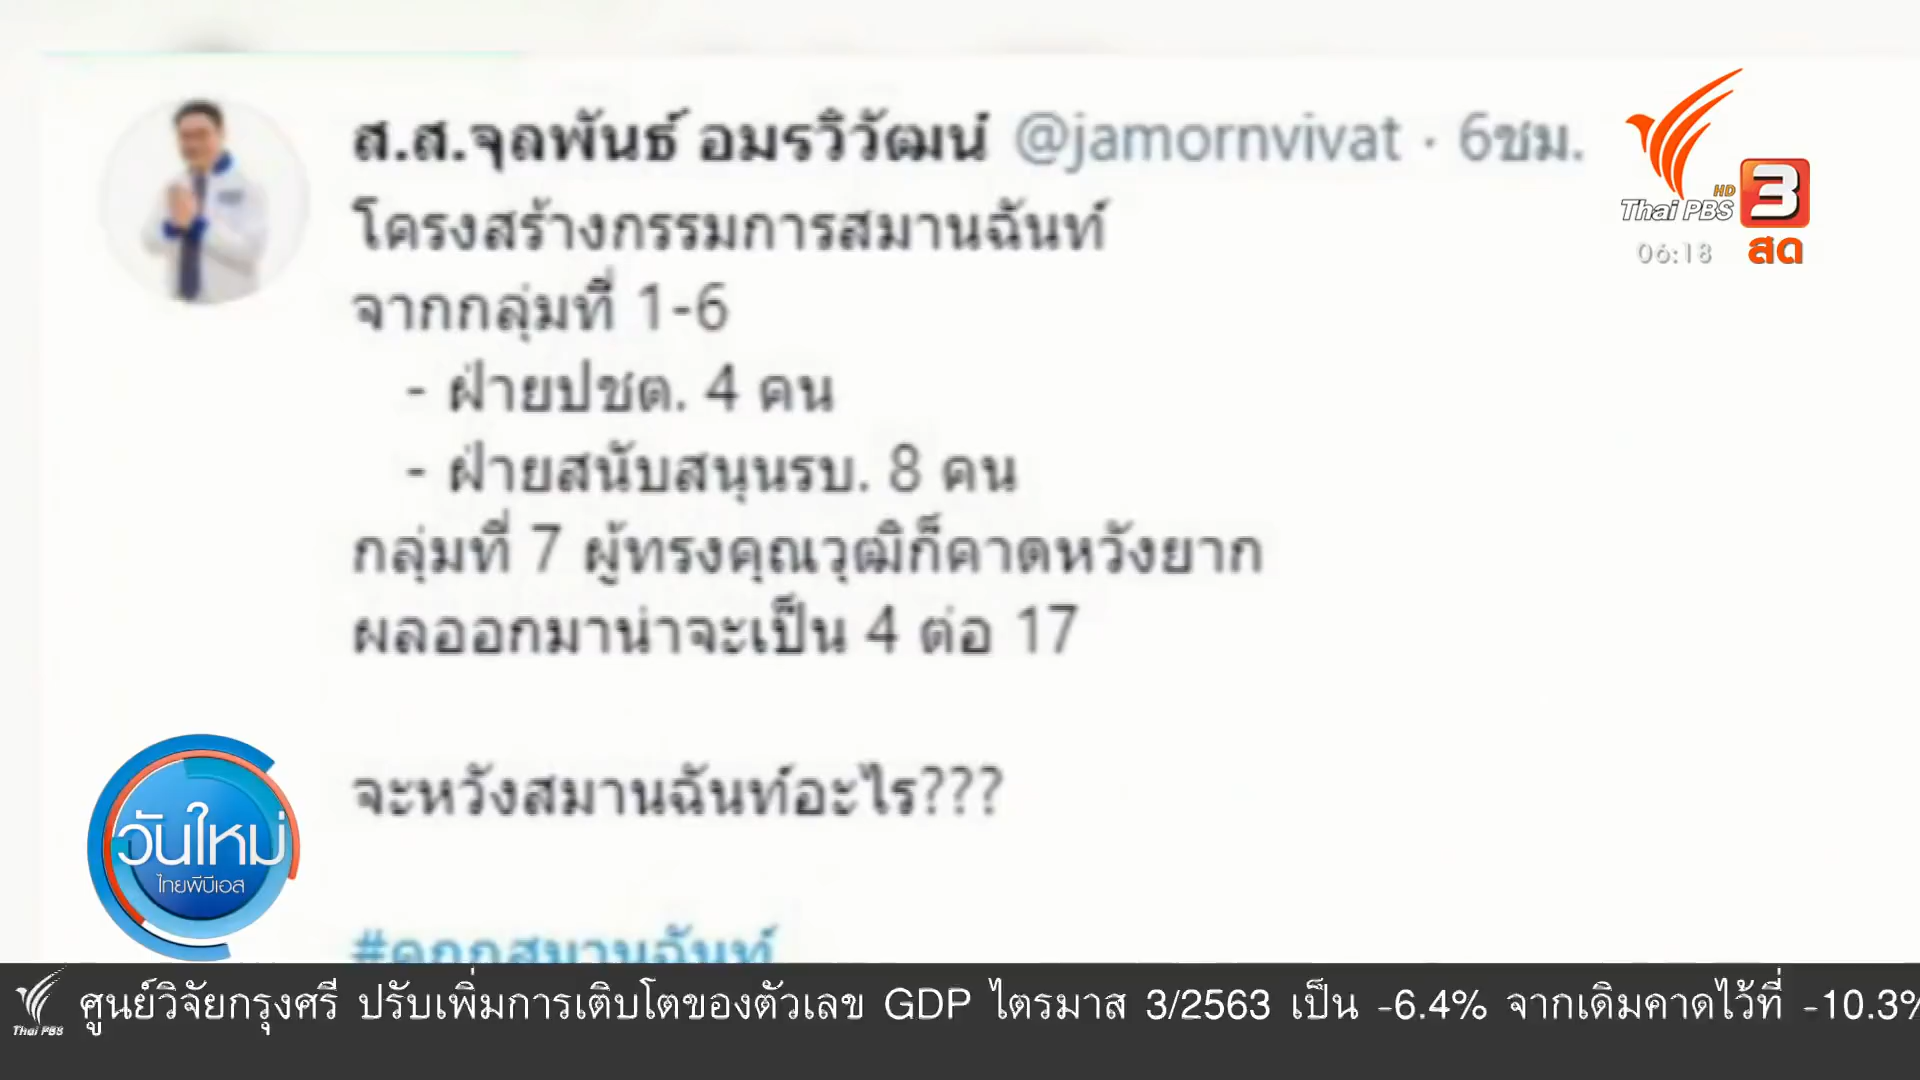 ส.ส.จุลพันธ์ อมรวิวัฒน์ @jamornvivat · 6ชม.
โครงสร้างกรรมการสมานฉันท์
จากกลุ่มที่ 1-6
- ฝ่ายปชต. 4 คน
- ฝ่ายสนับสนุนรบ. 8 คน
กลุ่มที่ 7 ผู้ทรงคุณวุฒิก็คาดหวังยาก
ผลออกมาน่าจะเป็น 4 ต่อ 17
จะหวังสมานฉันท์อะไร???
#คกกสมานฉันท์
Thai PBS HD 3
06:18 สด
วันใหม่
ไทยพีบีเอส
Thai PBS ศูนย์วิจัยกรุงศรี ปรับเพิ่มการเติบโตของตัวเลข GDP ไตรมาส 3/2563 เป็น -6.4% จากเดิมคาดไว้ที่ -10.3%